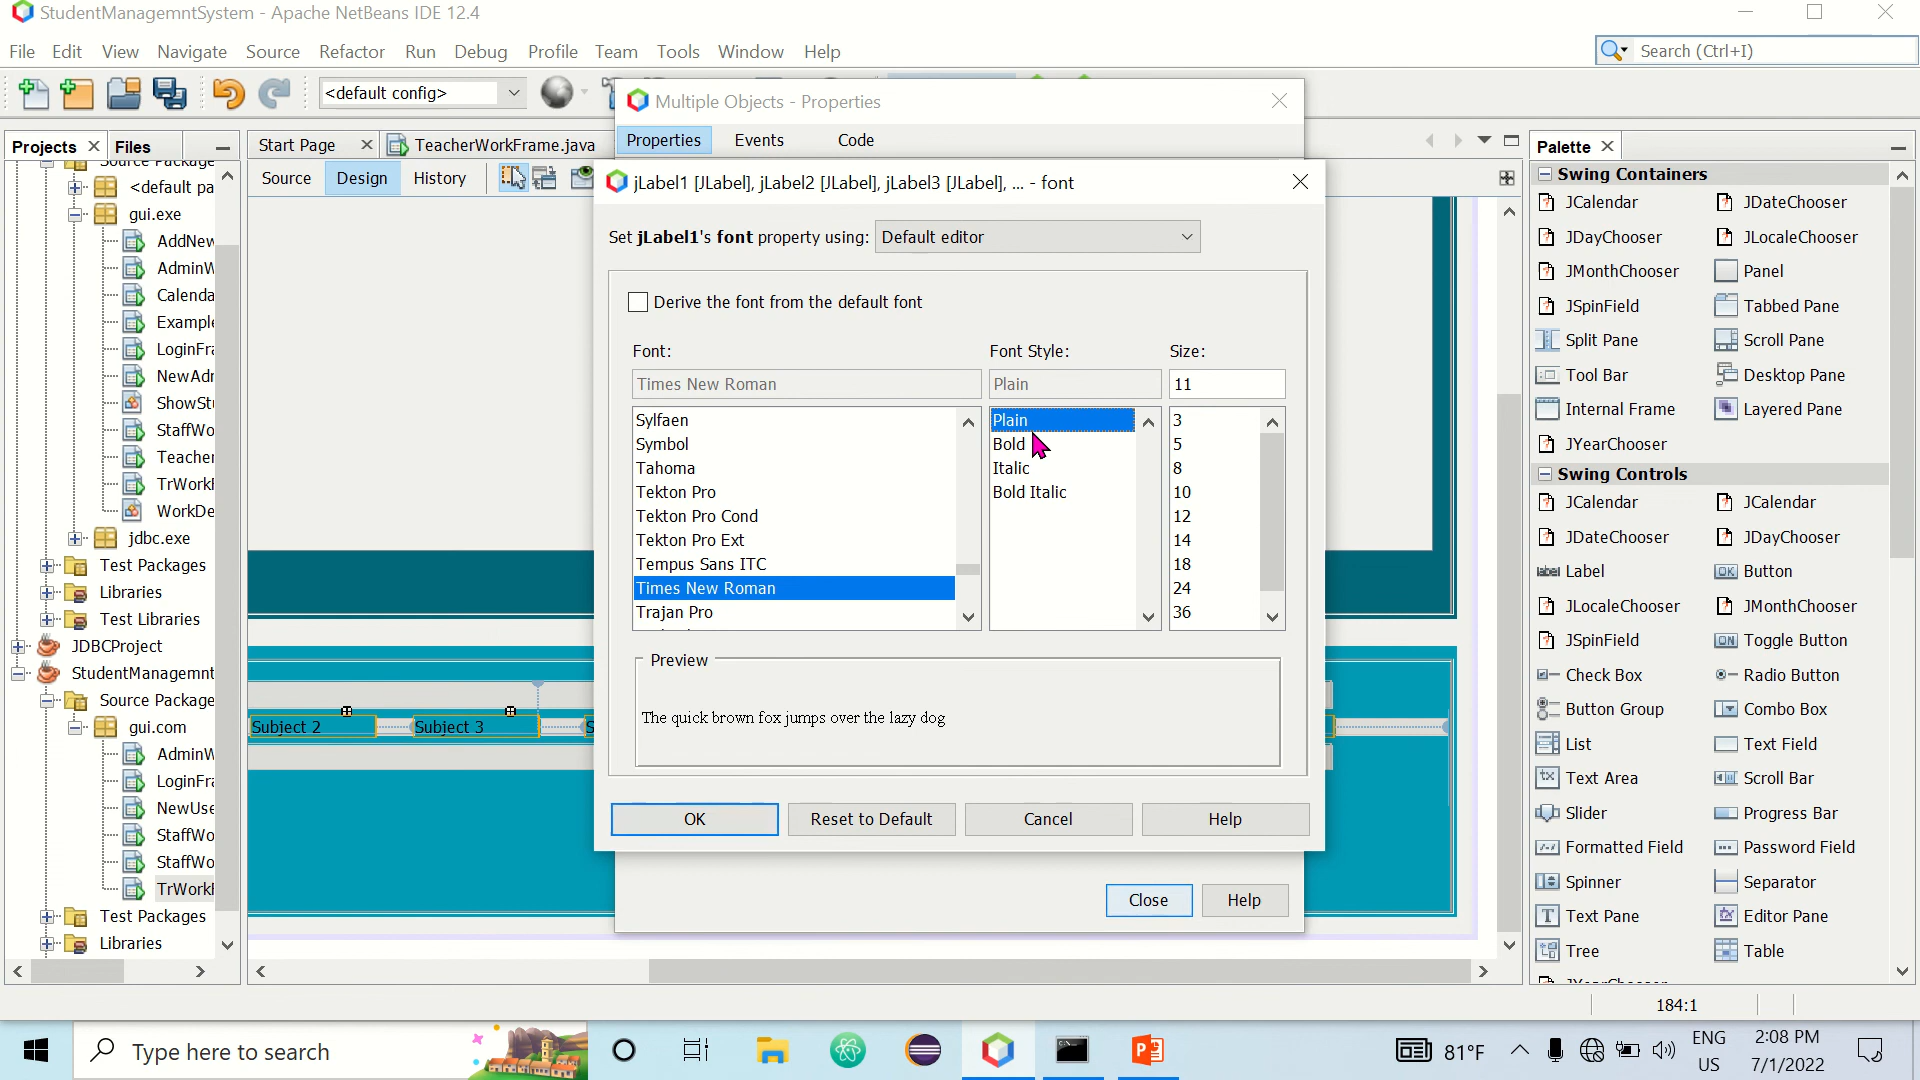 StudentManagemntSystem - Apache NetBeans IDE 12.4
File Edit View Navigate Source Refactor Run Debug Profile Team Tools Window Help
Search (Ctrl+I)
<default config>
Multiple Objects - Properties
Properties Events Code
Projects Files
Start Page
TeacherWorkFrame.java
Source Design History
jLabel1 [JLabel], jLabel2 [JLabel], jLabel3 [JLabel], ... - font
Set jLabel1's font property using: Default editor
Derive the font from the default font
Font: Font Style: Size:
Times New Roman Plain 11
Sylfaen
Symbol
Tahoma
Tekton Pro
Tekton Pro Cond
Tekton Pro Ext
Tempus Sans ITC
Times New Roman
Trajan Pro
Plain
Bold
Italic
Bold Italic
3
5
8
10
12
14
18
24
36
Preview
The quick brown fox jumps over the lazy dog
OK Reset to Default Cancel Help
Close Help
Source Package
<default pa
gui.exe
AddNew
AdminW
Calenda
Example
LoginFra
NewAdr
ShowStu
StaffWo
Teacher
TrWorkF
WorkDe
jdbc.exe
Test Packages
Libraries
Test Libraries
JDBCProject
StudentManagemnt
Source Package
gui.com
AdminW
LoginFra
NewUse
StaffWo
StaffWo
TrWorkF
Test Packages
Libraries
Subject 2 Subject 3 S
Palette
Swing Containers
JCalendar JDateChooser
JDayChooser JLocaleChooser
JMonthChooser Panel
JSpinField Tabbed Pane
Split Pane Scroll Pane
Tool Bar Desktop Pane
Internal Frame Layered Pane
JYearChooser
Swing Controls
JCalendar JCalendar
JDateChooser JDayChooser
label Label OK Button
JLocaleChooser JMonthChooser
JSpinField ON Toggle Button
Check Box Radio Button
Button Group Combo Box
List Text Field
Text Area Scroll Bar
Slider Progress Bar
Formatted Field Password Field
Spinner Separator
Text Pane Editor Pane
Tree Table
JYearChooser
184:1
Type here to search
81°F
ENG
US
2:08 PM
7/1/2022